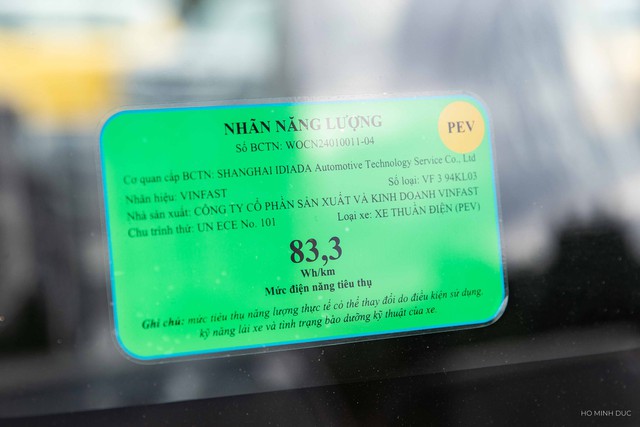 NHÃN NĂNG LƯỢNG
PEV
Số BCTN: WOCN24010011-04
Cơ quan cấp BCTN: SHANGHAI IDIADA Automotive Technology Service Co., Ltd
Nhãn hiệu: VINFAST
Số loại: VF 3 94KL03
Nhà sản xuất: CÔNG TY CỔ PHẦN SẢN XUẤT VÀ KINH DOANH VINFAST
Chu trình thử: UN ECE No. 101
Loại xe: XE THUẦN ĐIỆN (PEV)
83,3
Wh/km
Mức điện năng tiêu thụ
Ghi chú: mức tiêu thụ năng lượng thực tế có thể thay đổi do điều kiện sử dụng.
kỹ năng lái xe và tình trạng bảo dưỡng kỹ thuật của xe.
HO MINH DUC